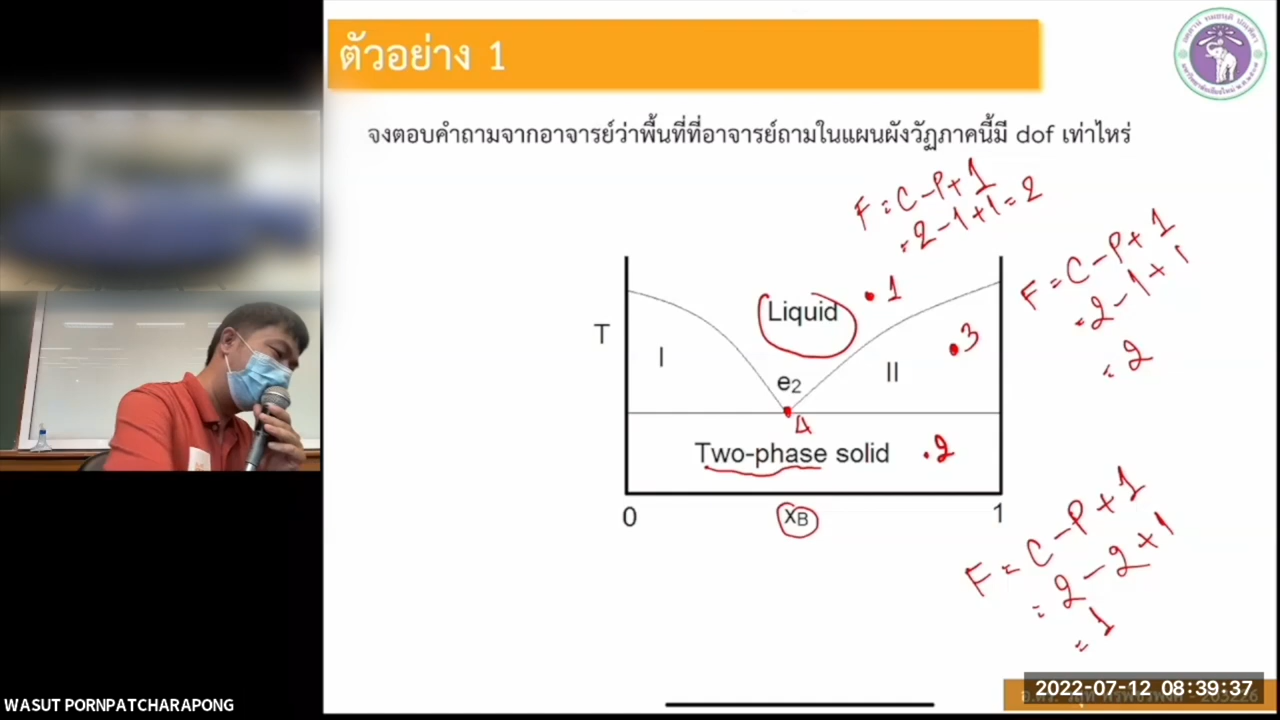 ตัวอย่าง 1
จงตอบคำถามจากอาจารย์ว่าพื้นที่ที่อาจารย์ถามในแผนผังวัฏภาคนี้มี dof เท่าไหร่
F = C - P + 1
= 2 - 1 + 1 = 2
F = C - P + 1
= 2 - 1 + 1
= 2
Liquid
1
T
I
3
II
e2
4
Two-phase solid
2
0
xB
1
F = C - P + 1
= 2 - 2 + 1
= 1
2022-07-12 08:39:37
WASUT PORNPATCHARAPONG